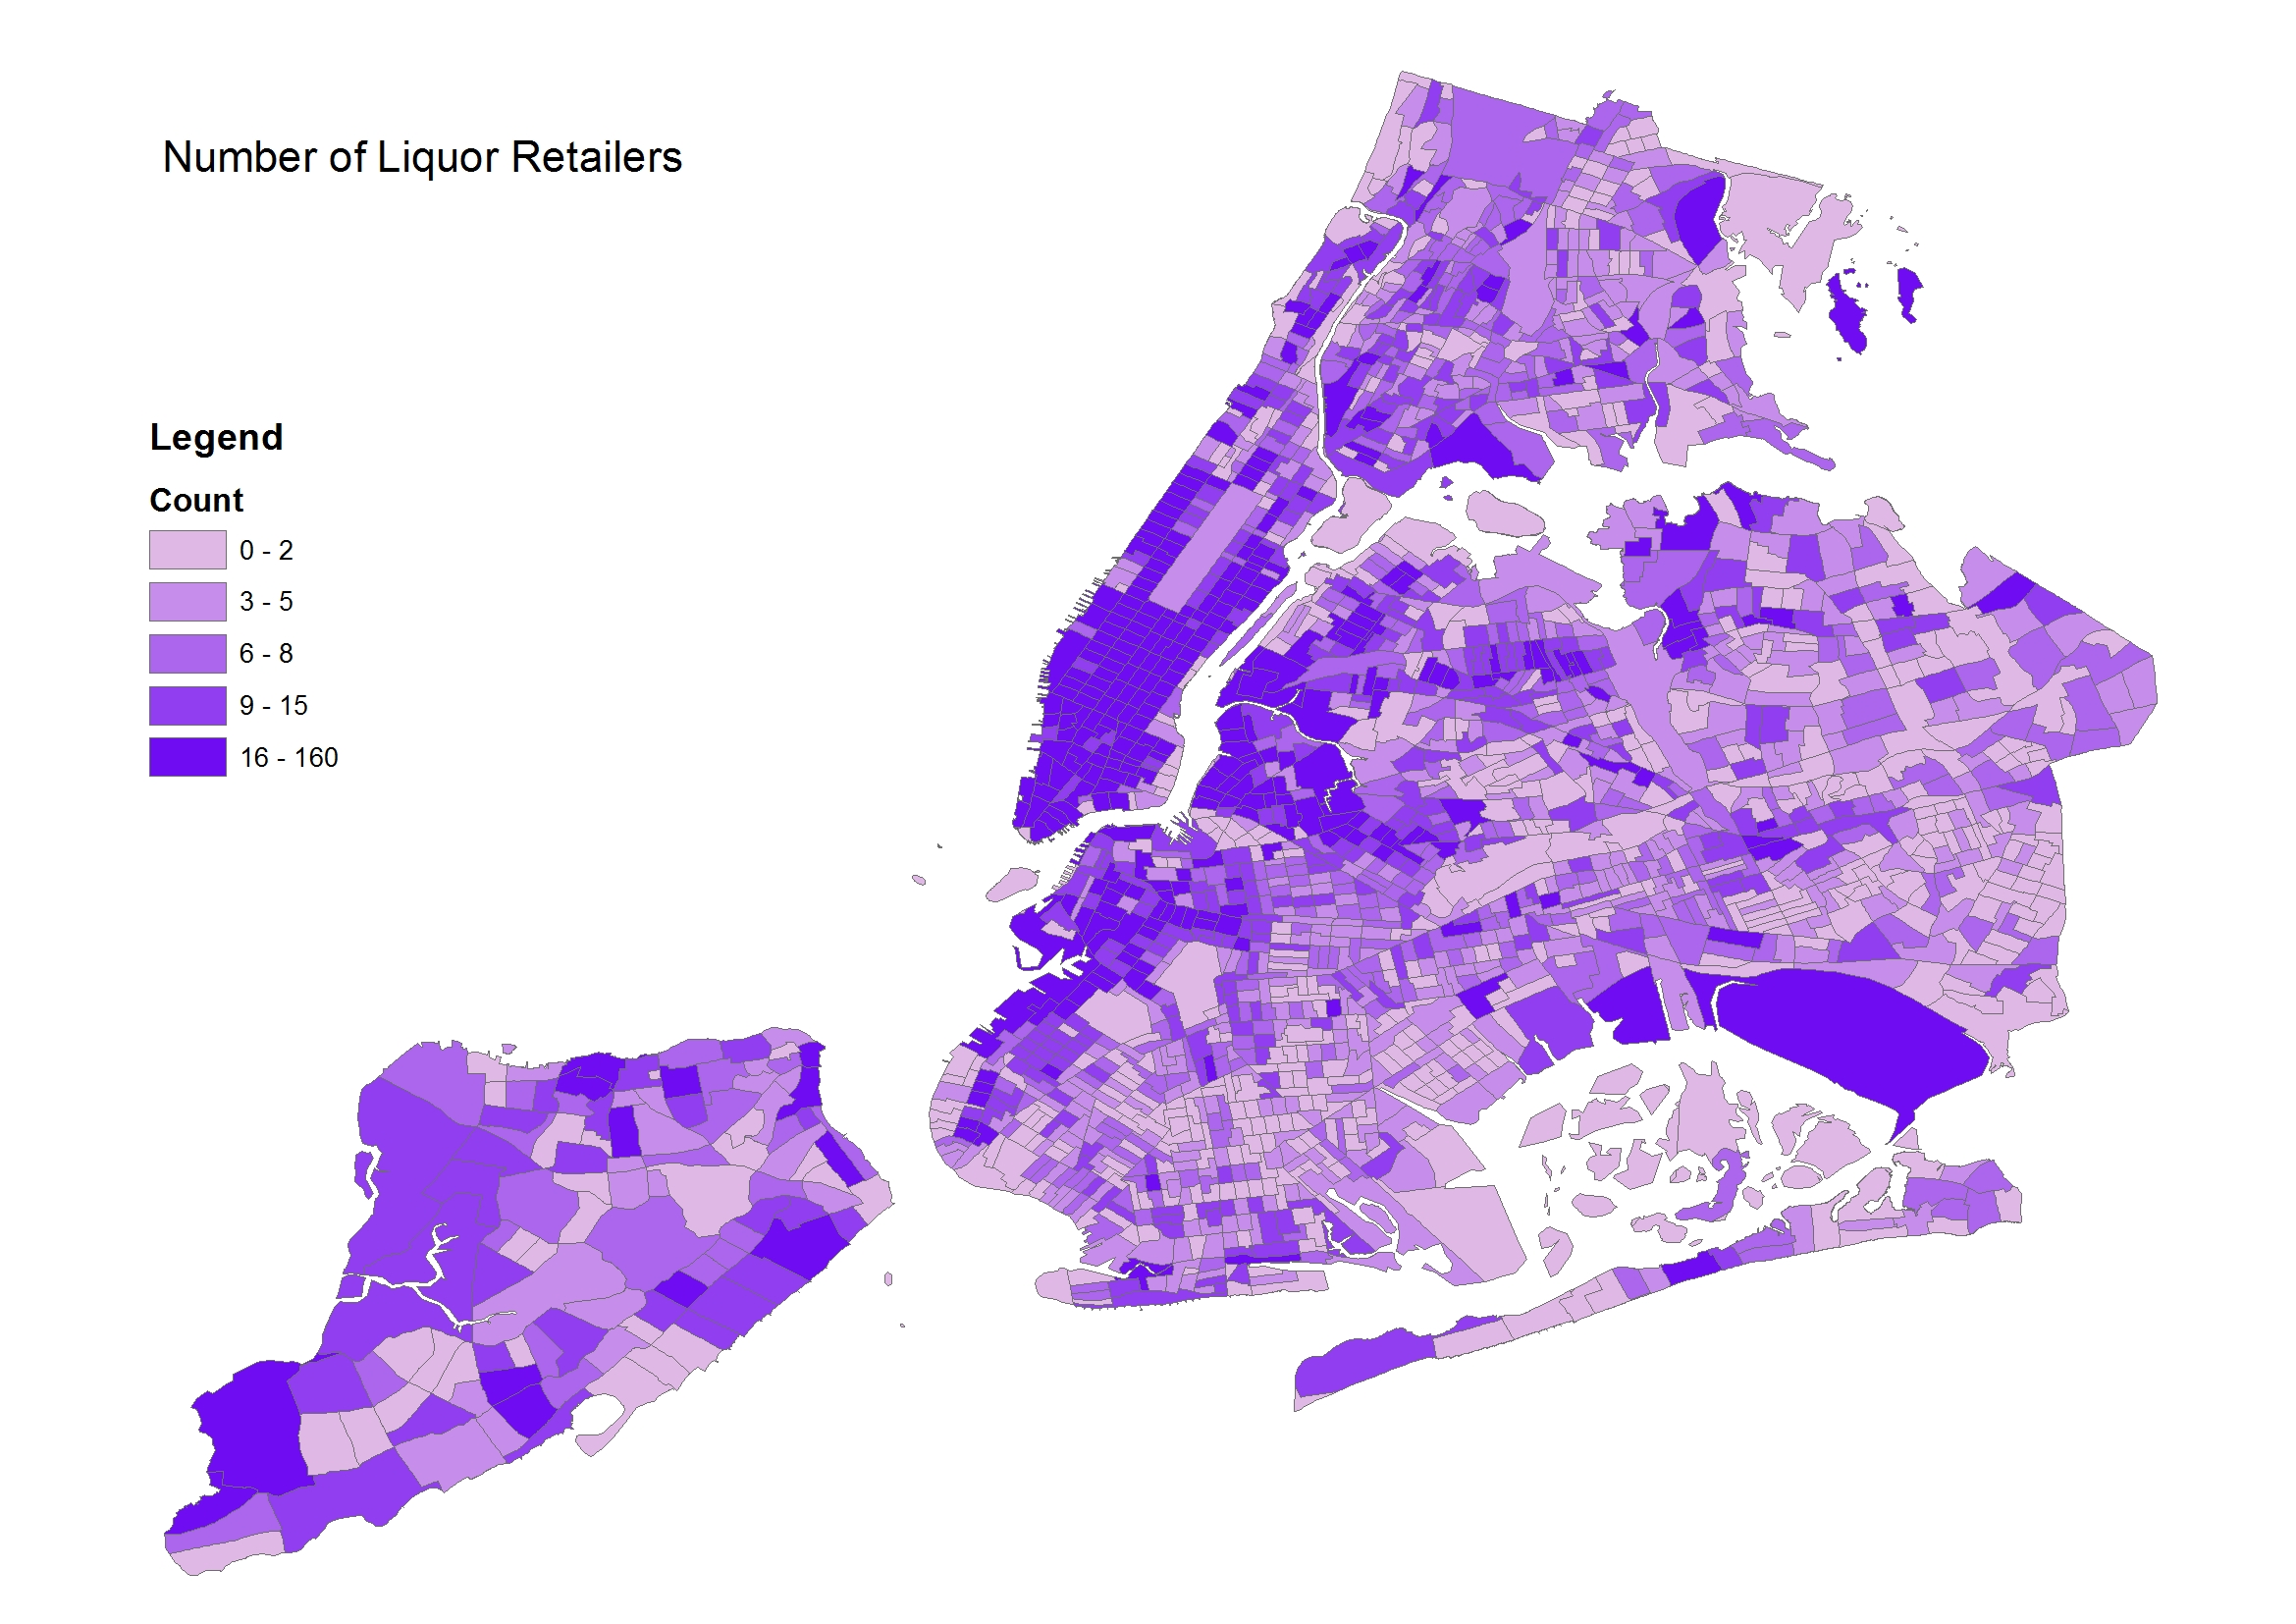 Number of Liquor Retailers
Legend
Count
0 - 2
3 - 5
6 - 8
9 - 15
16 - 160